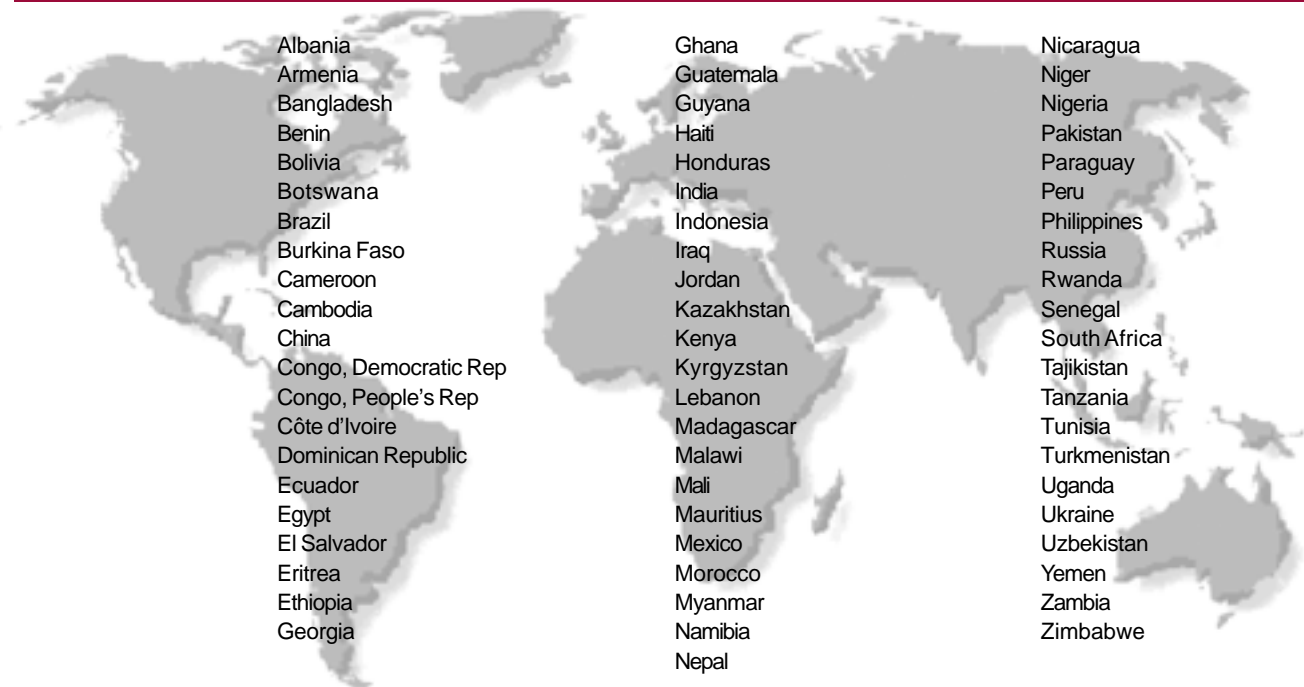 Albania
Armenia
Bangladesh
Benin
Bolivia
Botswana
Brazil
Burkina Faso
Cameroon
Cambodia
China
Congo, Democratic Rep
Congo, People’s Rep
Côte d’Ivoire
Dominican Republic
Ecuador
Egypt
El Salvador
Eritrea
Ethiopia
Georgia
Ghana
Guatemala
Guyana
Haiti
Honduras
India
Indonesia
Iraq
Jordan
Kazakhstan
Kenya
Kyrgyzstan
Lebanon
Madagascar
Malawi
Mali
Mauritius
Mexico
Morocco
Myanmar
Namibia
Nepal
Nicaragua
Niger
Nigeria
Pakistan
Paraguay
Peru
Philippines
Russia
Rwanda
Senegal
South Africa
Tajikistan
Tanzania
Tunisia
Turkmenistan
Uganda
Ukraine
Uzbekistan
Yemen
Zambia
Zimbabwe